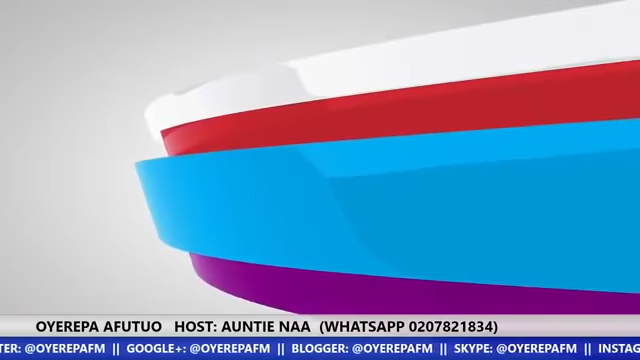 OYEREPA AFUTUO HOST: AUNTIE NAA (WHATSAPP 0207821834)
TER: @OYEREPAFM || GOOGLE+: @OYEREPAFM || BLOGGER: @OYEREPAFM || SKYPE: @OYEREPAFM || INSTAG